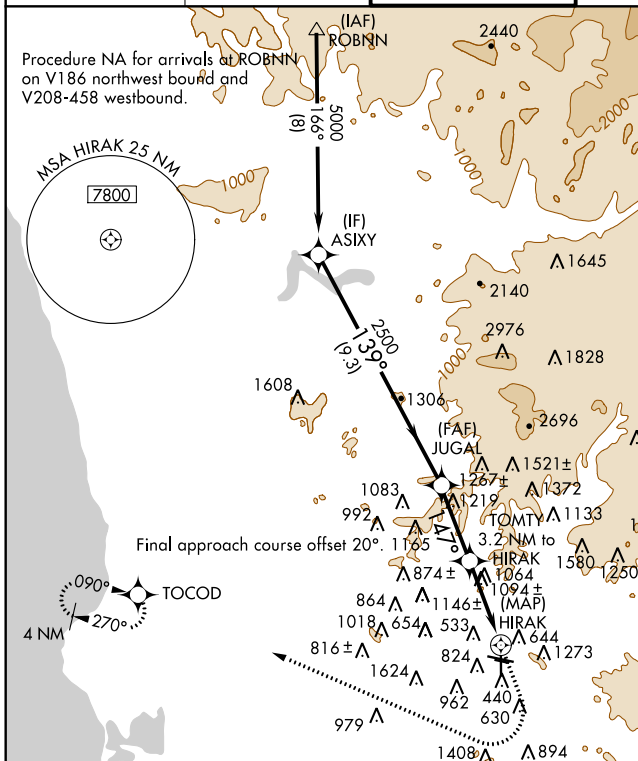 (IAF)
ROBNN
2440
Procedure NA for arrivals at ROBNN
on V186 northwest bound and
V208-458 westbound.
5000
166°
(8)
2000
1000
MSA HIRAK 25 NM
7800
1000
(IF)
ASIXY
1645
2140
2500
139°
(9.3)
1000
2976
1828
1608
1306
2696
(FAF)
JUGAL
1267±
1521±
1372
1083
1219
992
1165
147°
TOMTY
3.2 NM to
HIRAK
1133
Final approach course offset 20°.
1580
1250
874±
1064
1094±
090°
TOCOD
270°
4 NM
864
1146±
(MAP)
HIRAK
1018
654
533
644
816±
824
1273
1624
962
440
630
979
1408
894